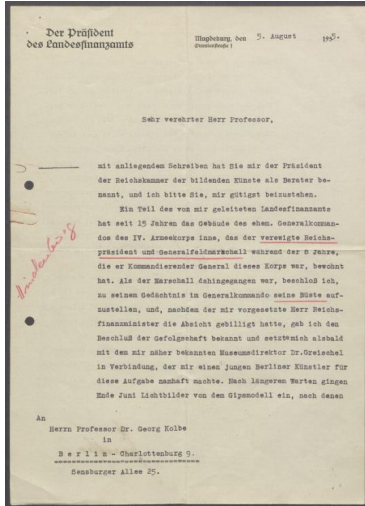 Der Präsident
des Landesfinanzamts
Magdeburg, den 5. August 1935.
Sehr verehrter Herr Professor,
mit anliegendem Schreiben hat Sie mir der Präsident
der Reichskammer der bildenden Künste als Berater be-
nannt, und ich bitte Sie, mir gütigst beizustehen.
Ein Teil des von mir geleiteten Landesfinanzamts
hat seit 15 Jahren das Gebäude des ehem. Generalkomman-
dos des IV. Armeekorps inne, das der verewigte Reichs-
präsident und Generalfeldmarschall während der 8 Jahre,
die er Kommandierender General dieses Korps war, bewohnt
hat. Als der Marschall dahingegangen war, beschloß ich,
zu seinem Gedächtnis im Generalkommando seine Büste auf-
zustellen, und, nachdem der mir vorgesetzte Herr Reichs-
finanzminister die Absicht gebilligt hatte, gab ich den
Beschluß der Gefolgschaft bekannt und setzte mich alsbald
mit dem mir näher bekannten Museumsdirektor Dr. Greischel
in Verbindung, der mir einen jungen Berliner Künstler für
diese Aufgabe namhaft machte. Nach längerem Warten gingen
Ende Juni Lichtbilder von dem Gipsmodell ein, nach denen
An
Herrn Professor Dr. Georg Kolbe
in
Berlin - Charlottenburg 9.
Sensburger Allee 25.